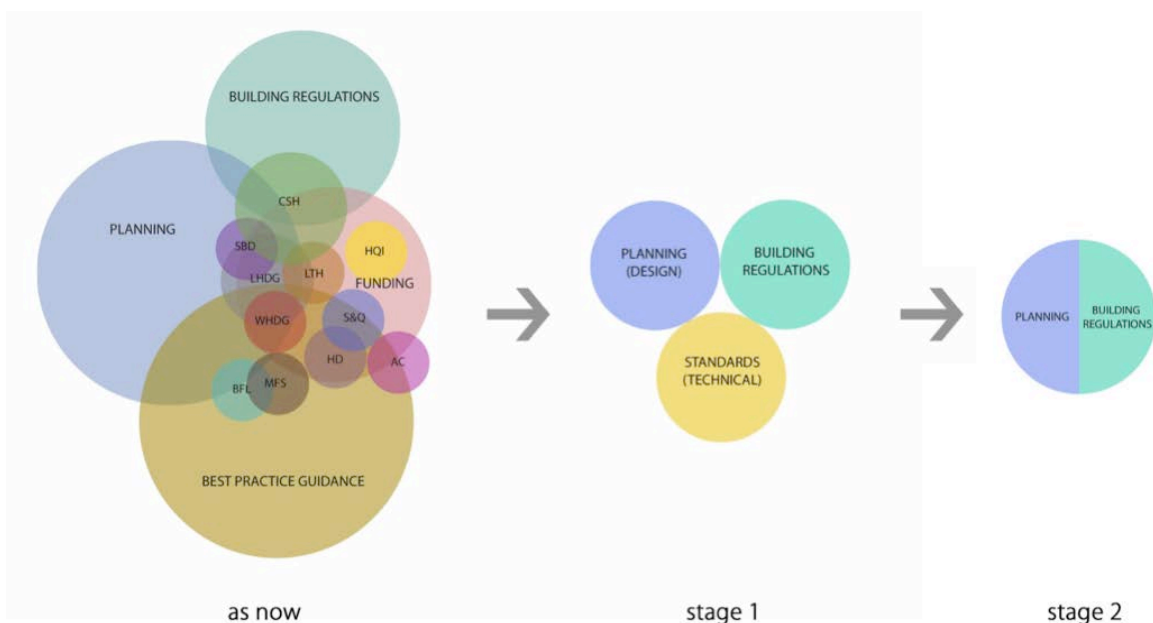 BUILDING REGULATIONS
CSH
PLANNING
SBD
HQI
LHDG
LTH
FUNDING
WHDG
S&Q
HD
AC
BFL
MFS
BEST PRACTICE GUIDANCE
as now
PLANNING
(DESIGN)
BUILDING
REGULATIONS
STANDARDS
(TECHNICAL)
stage 1
PLANNING
BUILDING
REGULATIONS
stage 2